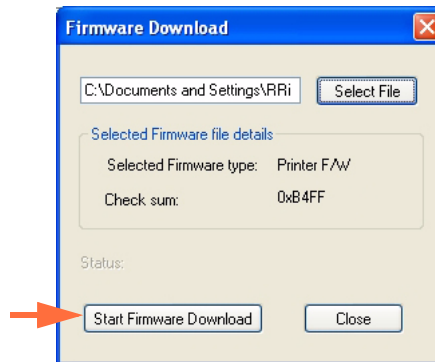 Firmware Download
C:\Documents and Settings\RRi
Select File
Selected Firmware file details
Selected Firmware type: Printer F/W
Check sum: 0xB4FF
Status:
Start Firmware Download
Close